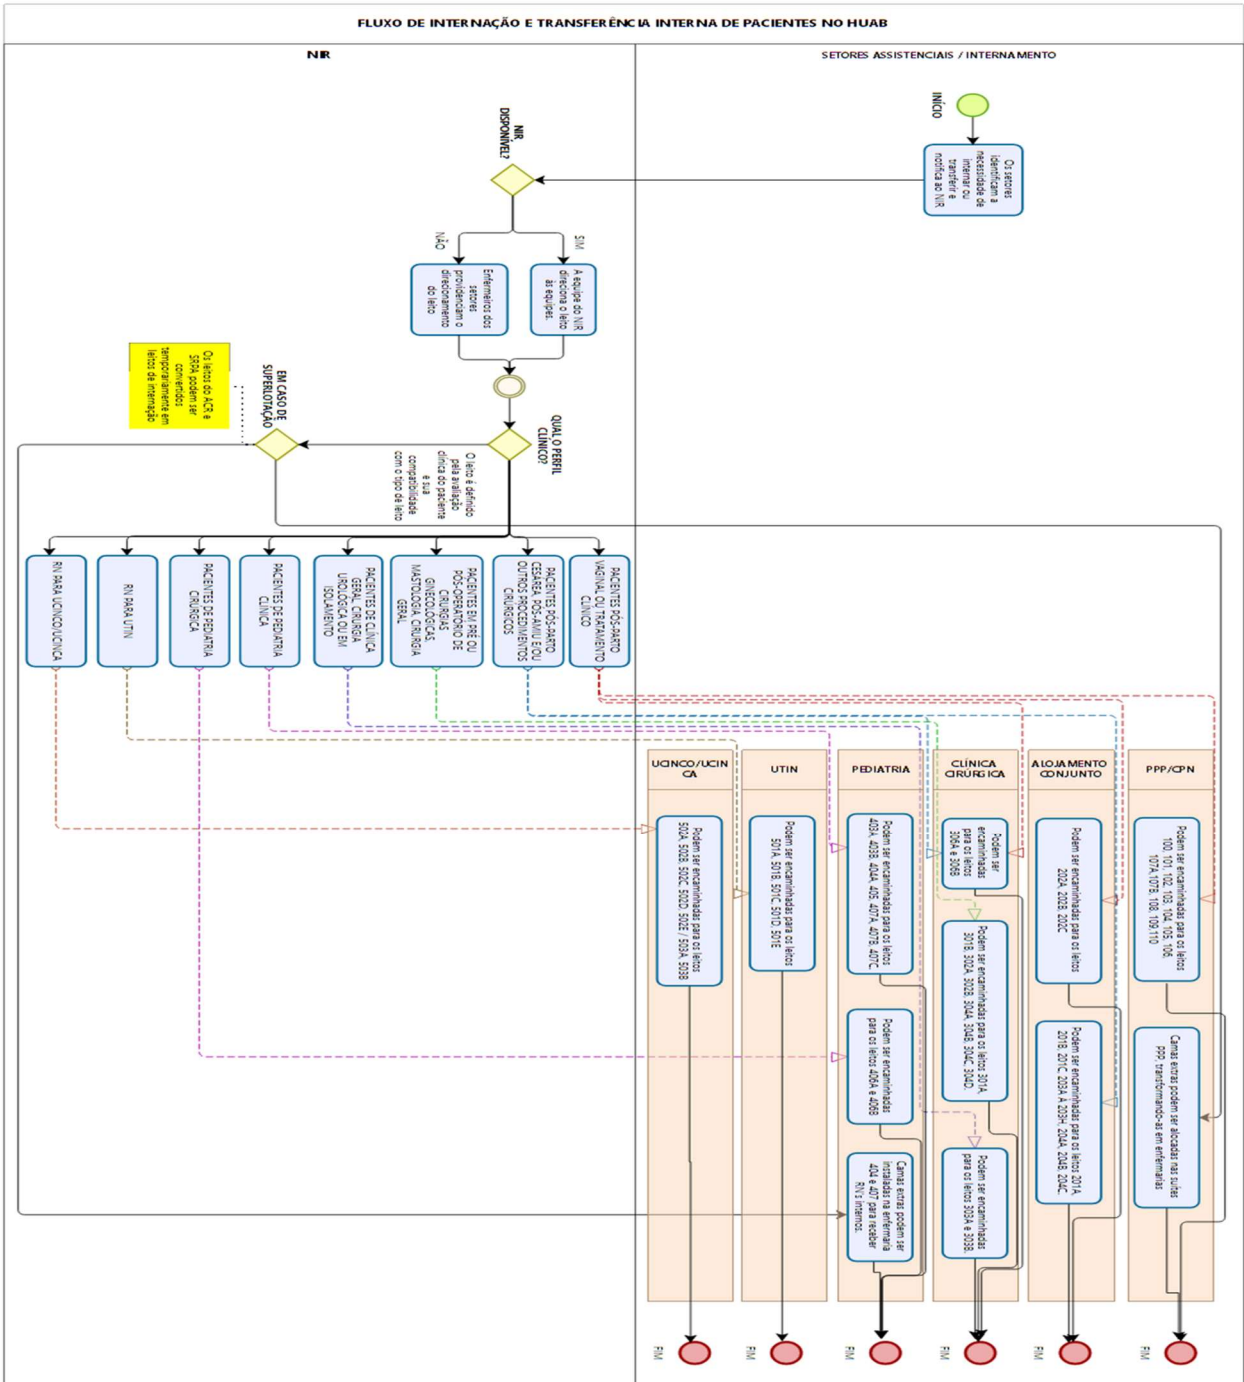 FLUXO DE INTERNAÇÃO E TRANSFERÊNCIA INTERNA DE PACIENTES NO HUAB
NIR
SETORES ASSISTENCIAIS / INTERNAMENTO
INÍCIO
Os setores
identificam a
necessidade de
internar ou
transferir e
notifica ao NIR
NIR
DISPONÍVEL?
SIM
NÃO
A equipe do NIR
direciona o leito
às equipes.
Enfermeiros dos
setores
providenciam o
direcionamento
do leito
QUAL O PERFIL
CLÍNICO?
O leito é definido
pela avaliação
clínica do paciente
e sua
compatibilidade
com o tipo de leito
EM CASO DE
SUPERLOTAÇÃO
Os leitos do ACR e
SRPA podem ser
convertidos
temporariamente em
leitos de internação
PACIENTES PÓS-PARTO
VAGINAL OU TRATAMENTO
CLÍNICO
PACIENTES PÓS-PARTO
CESÁREA, PÓS-AMIU E/OU
OUTROS PROCEDIMENTOS
CIRÚRGICOS
PACIENTES EM PRÉ OU
PÓS-OPERATÓRIO DE
CIRURGIAS
GINECOLÓGICAS,
MASTOLOGIA, CIRURGIA
GERAL
PACIENTES DE CLÍNICA
GERAL, CIRURGIA
UROLÓGICA OU EM
ISOLAMENTO
PACIENTES DE PEDIATRIA
CLÍNICA
PACIENTES DE PEDIATRIA
CIRÚRGICA
RN PARA UTIN
RN PARA UCINCO/UCINCA
PPP/CPN
Podem ser encaminhadas para os leitos
100, 101, 102, 103, 104, 105, 106,
107A,107B, 108, 109,110
Camas extras podem ser alocadas nas suítes
PPP, transformando-as em enfermarias
FIM
ALOJAMENTO
CONJUNTO
Podem ser encaminhadas para os leitos
202A, 202B, 202C
Podem ser encaminhadas para os leitos 201A,
201B, 201C, 203A À 203H, 204A, 204B, 204C.
FIM
CLÍNICA
CIRÚRGICA
Podem ser
encaminhadas
para os leitos
306A e 306B
Podem ser encaminhadas para os leitos 301A,
301B, 302A, 302B, 304A, 304B, 304C, 304D.
Podem ser encaminhadas
para os leitos 303A e 303B.
FIM
PEDIATRIA
Podem ser encaminhadas para os leitos
403A, 403B, 404A, 405, 407A, 407B, 407C.
Podem ser encaminhadas
para os leitos 406A e 406B
Camas extras podem ser
instaladas na enfermaria
404 e 407 para receber
RN's internos.
FIM
UTIN
Podem ser encaminhadas para os leitos
501A, 501B, 501C, 501D, 501E
FIM
UCINCO/UCIN
CA
Podem ser encaminhadas para os leitos
502A, 502B, 502C, 502D, 502E / 503A, 503B
FIM